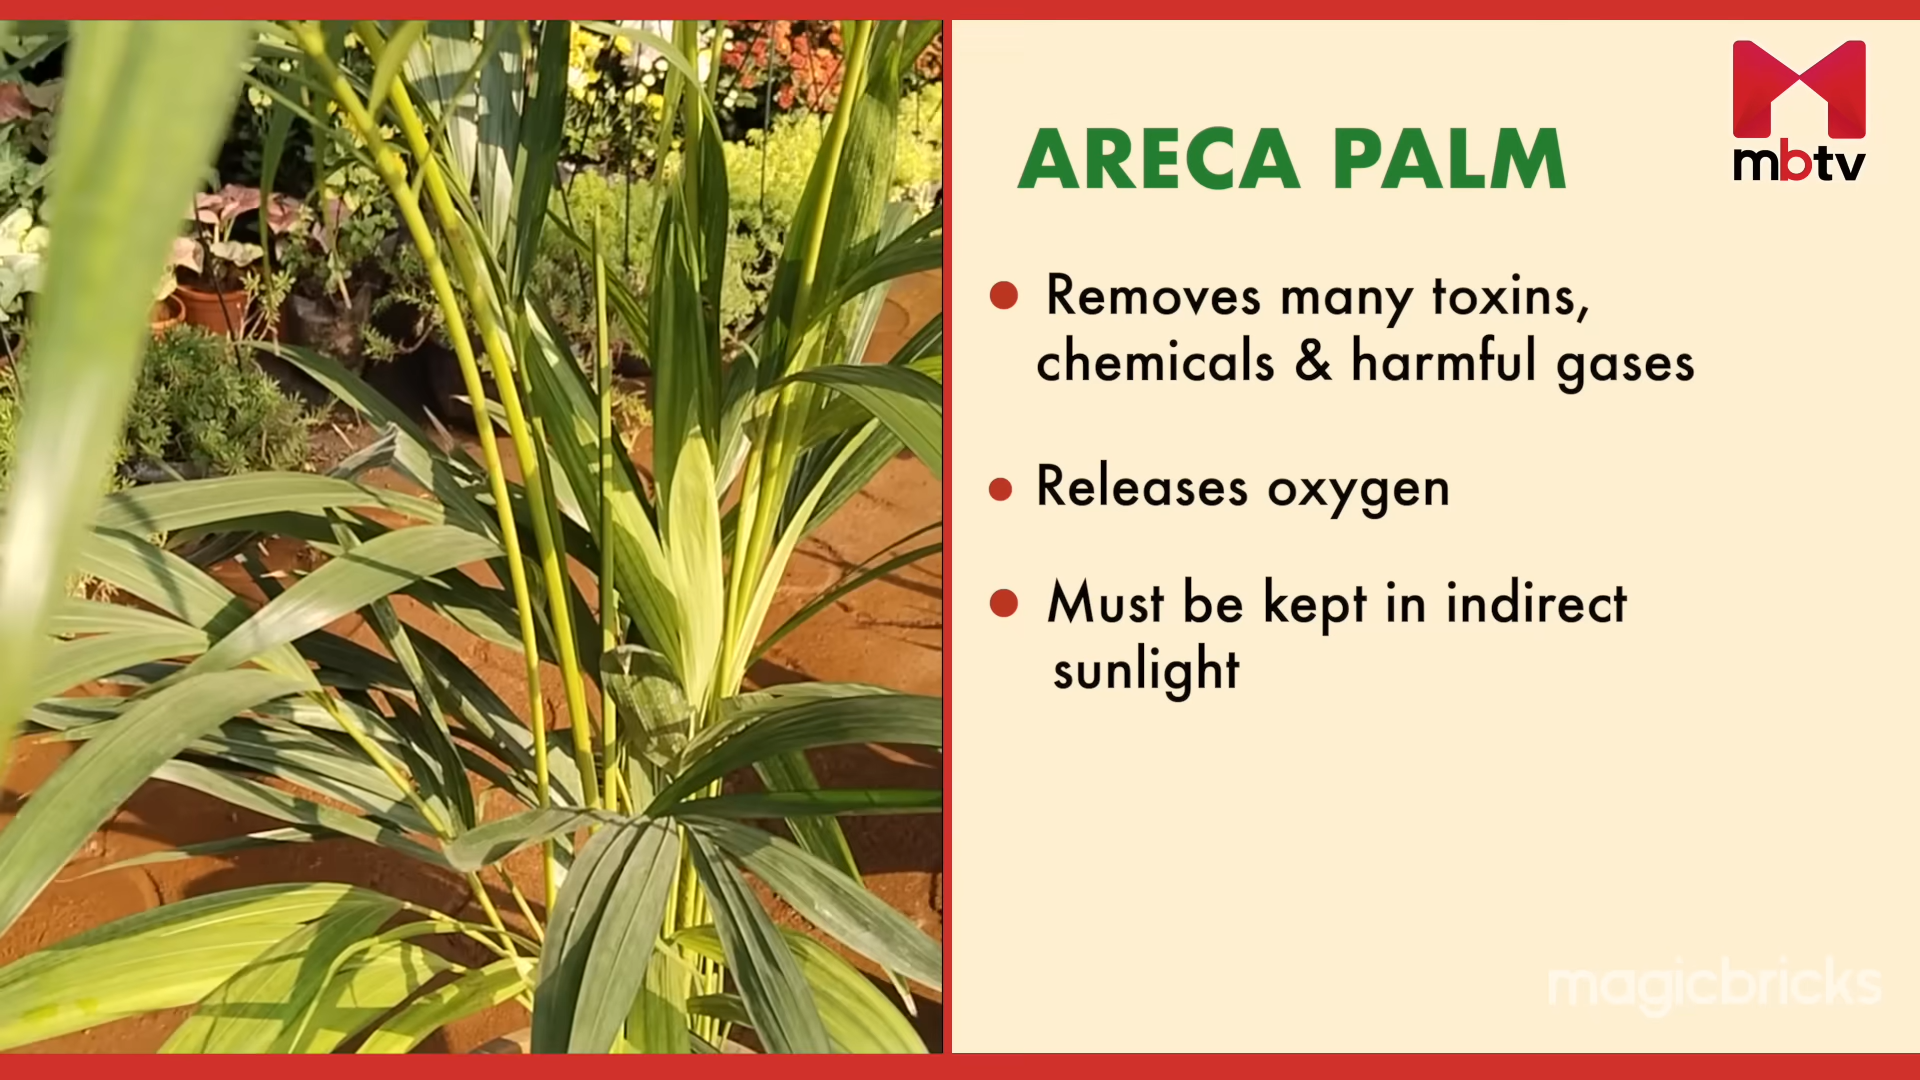 ARECA PALM
mbtv
Removes many toxins,
chemicals & harmful gases
Releases oxygen
Must be kept in indirect
sunlight
magicbricks